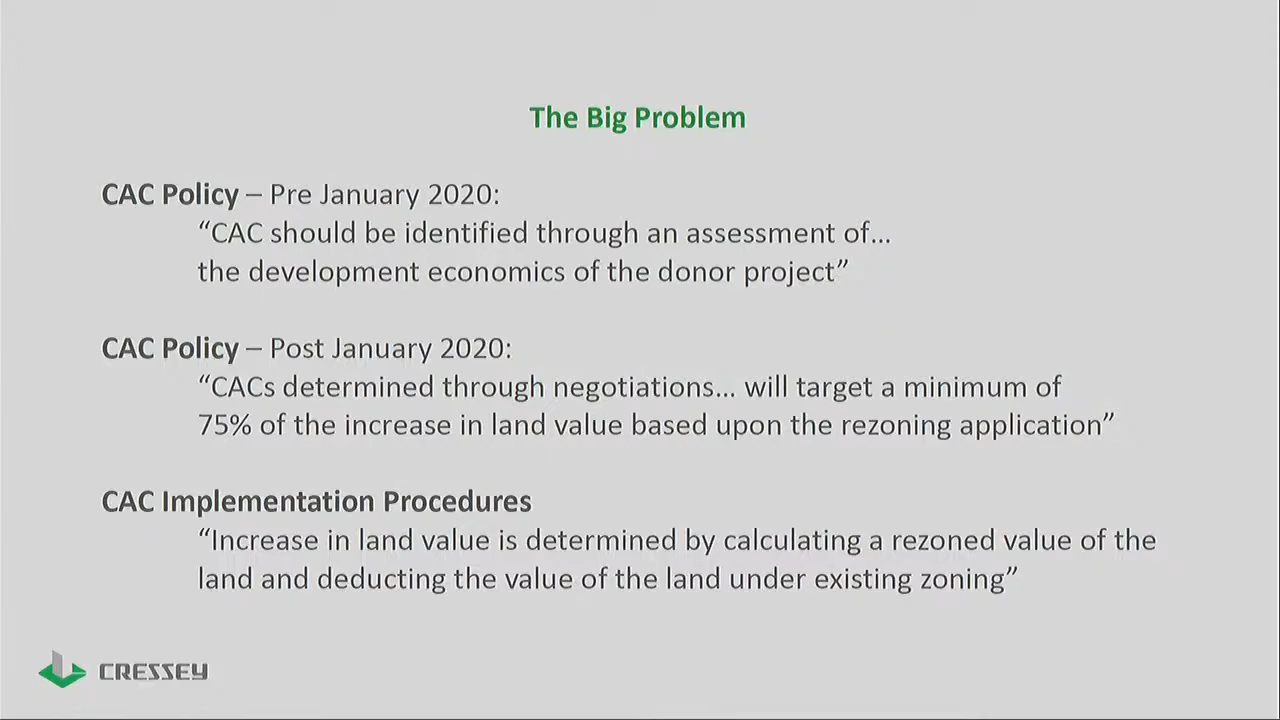 The Big Problem
CAC Policy – Pre January 2020:
“CAC should be identified through an assessment of...
the development economics of the donor project”
CAC Policy – Post January 2020:
“CACs determined through negotiations... will target a minimum of
75% of the increase in land value based upon the rezoning application”
CAC Implementation Procedures
“Increase in land value is determined by calculating a rezoned value of the
land and deducting the value of the land under existing zoning”
CRESSEY